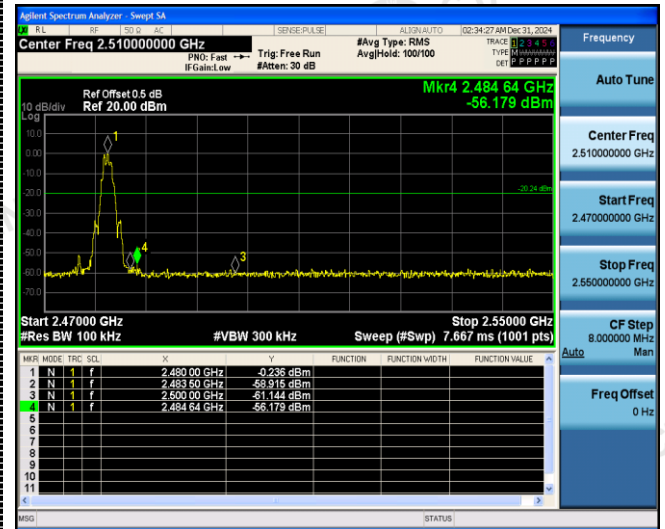 Agilent Spectrum Analyzer - Swept SA
RL RF 50 Ω AC SENSE:PULSE ALIGN AUTO 02:34:27 AM Dec 31, 2024
Center Freq 2.510000000 GHz #Avg Type: RMS TRACE 1 2 3 4 5 6
PNO: Fast Trig: Free Run Avg|Hold: 100/100 TYPE M
IFGain:Low #Atten: 30 dB DET P P P P P P
Mkr4 2.484 64 GHz
-56.179 dBm
Ref Offset 0.5 dB
10 dB/div Ref 20.00 dBm
Log
10.0
0.00
-10.0
-20.24 dBm
-20.0
-30.0
-40.0
-50.0
-60.0
-70.0
1
4
3
Start 2.47000 GHz Stop 2.55000 GHz
#Res BW 100 kHz #VBW 300 kHz Sweep (#Swp) 7.667 ms (1001 pts)
MKR MODE TRC SCL X Y FUNCTION FUNCTION WIDTH FUNCTION VALUE
1 N 1 f 2.480 00 GHz -0.236 dBm
2 N 1 f 2.483 50 GHz -58.915 dBm
3 N 1 f 2.500 00 GHz -61.144 dBm
4 N 1 f 2.484 64 GHz -56.179 dBm
5
6
7
8
9
10
11
MSG STATUS
Frequency
Auto Tune
Center Freq
2.510000000 GHz
Start Freq
2.470000000 GHz
Stop Freq
2.550000000 GHz
CF Step
8.000000 MHz
Auto Man
Freq Offset
0 Hz